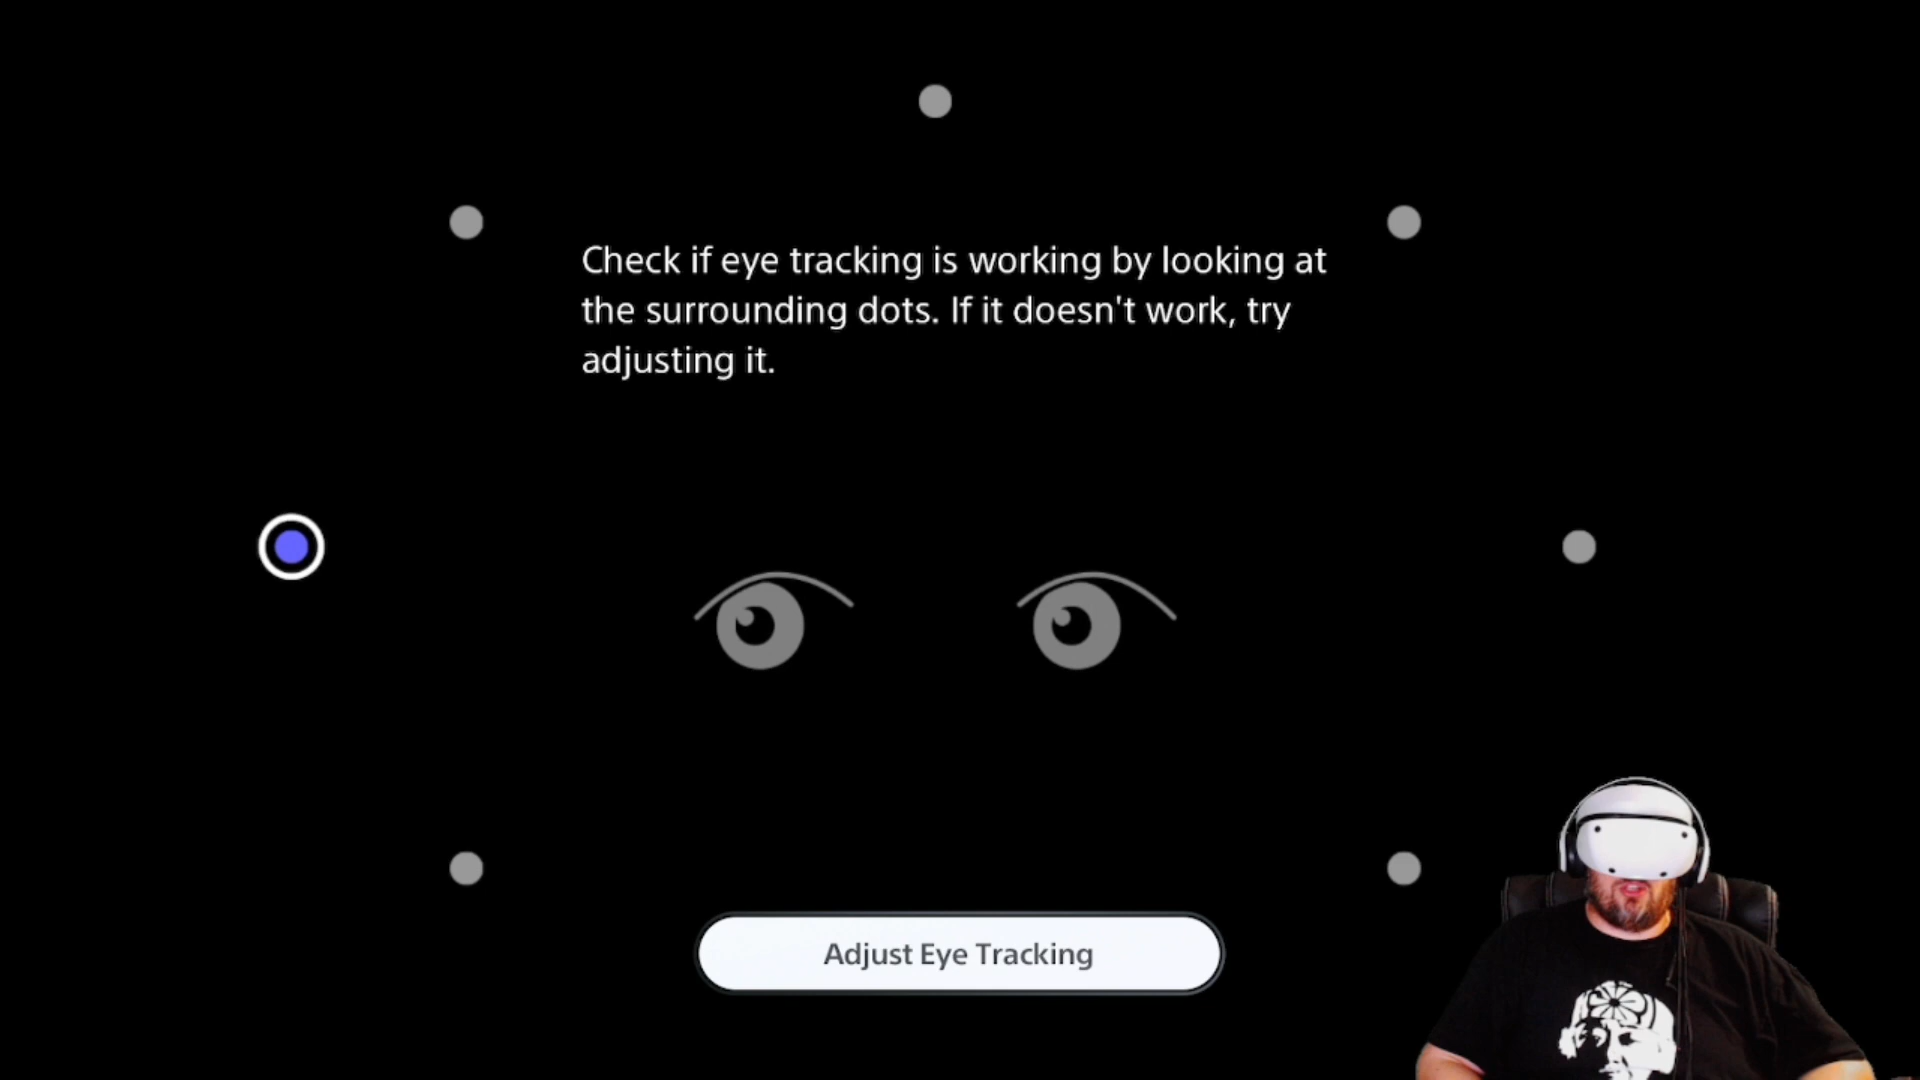 Check if eye tracking is working by looking at
the surrounding dots. If it doesn't work, try
adjusting it.
Adjust Eye Tracking